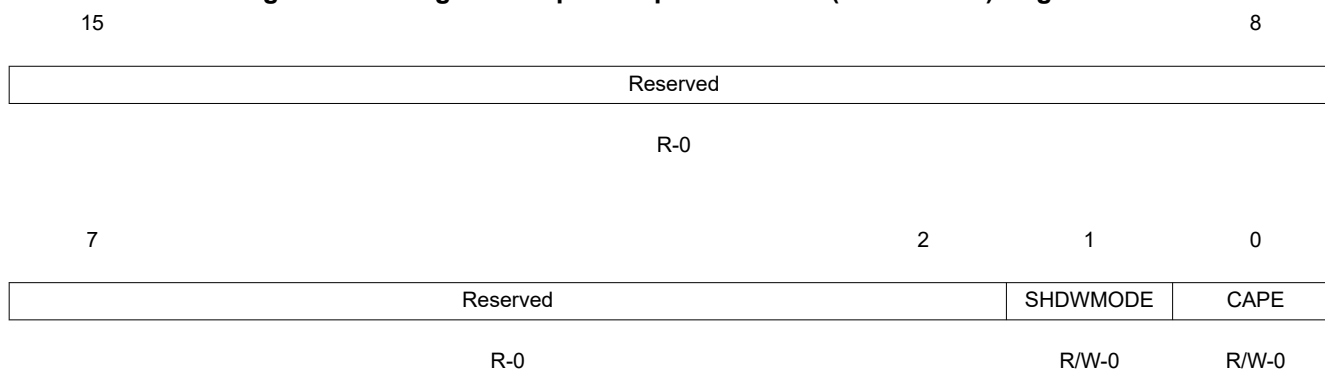 15 8
Reserved
R-0
7 2 1 0
Reserved SHDWMODE CAPE
R-0 R/W-0 R/W-0